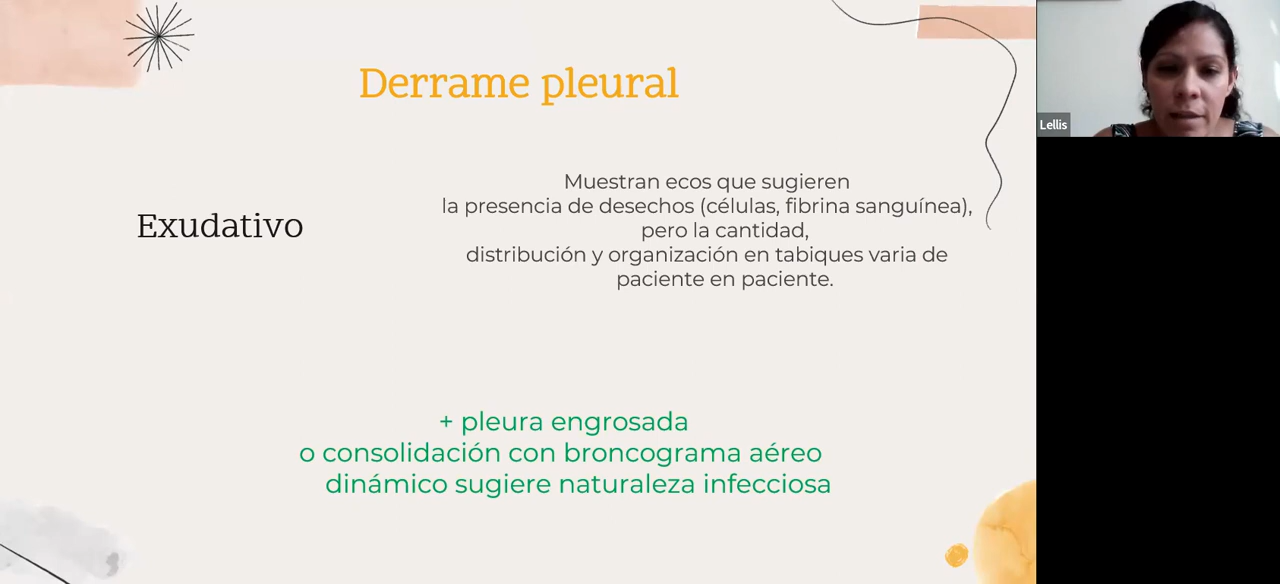 Derrame pleural
Exudativo
Muestran ecos que sugieren
la presencia de desechos (células, fibrina sanguínea),
pero la cantidad,
distribución y organización en tabiques varia de
paciente en paciente.
+ pleura engrosada
o consolidación con broncograma aéreo
dinámico sugiere naturaleza infecciosa
Lellis